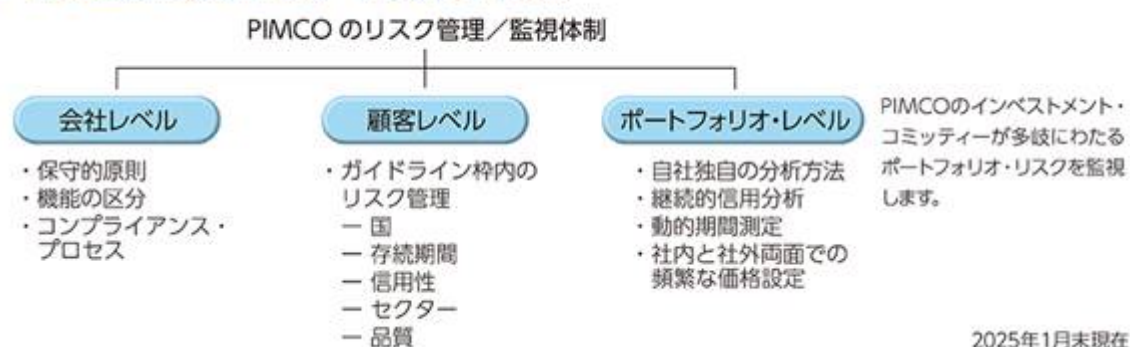 PIMCO のリスク管理／監視体制
会社レベル
・保守的原則
・機能の区分
・コンプライアンス・
プロセス
顧客レベル
・ガイドライン枠内の
リスク管理
― 国
― 存続期間
― 信用性
― セクター
― 品質
ポートフォリオ・レベル
・自社独自の分析方法
・継続的信用分析
・動的期間測定
・社内と社外両面での
頻繁な価格設定
PIMCOのインベストメント・
コミッティーが多岐にわたる
ポートフォリオ・リスクを監視
します。
2025年1月末現在